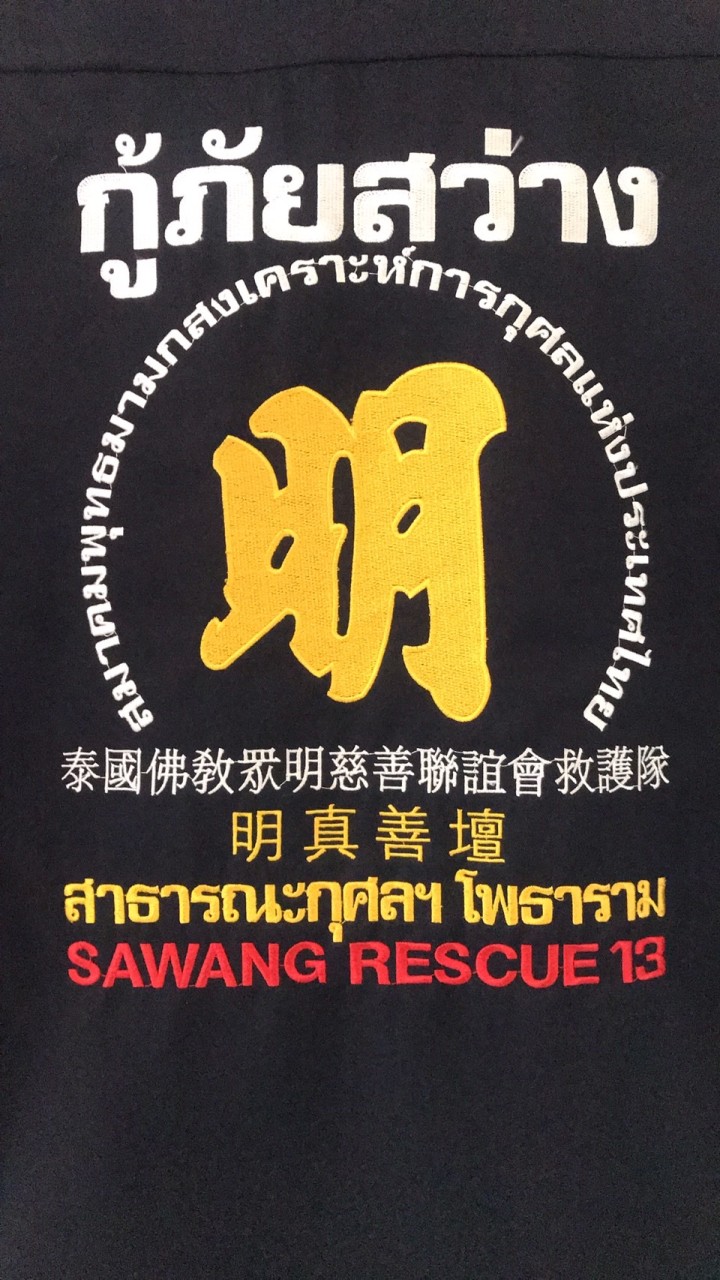 กู้ภัยสว่าง
สมาคมพุทธมามกสงเคราะห์การกุศลแห่งประเทศไทย
明
泰國佛教眾明慈善聯誼會救護隊
明真善壇
สาธารณะกุศลฯ โพธาราม
SAWANG RESCUE 13